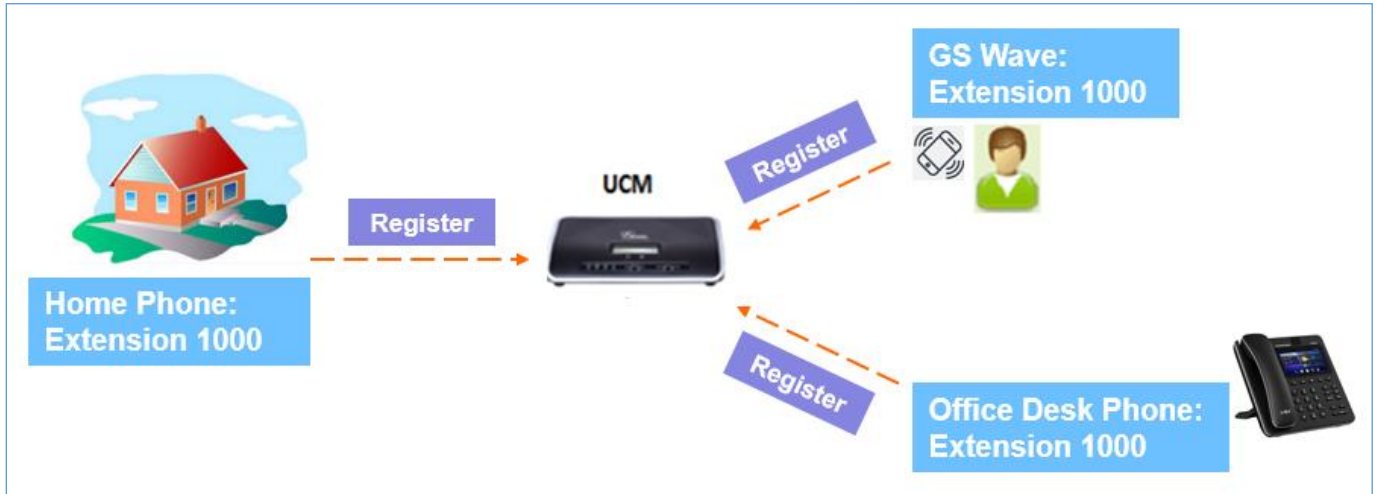 GS Wave:
Extension 1000
Register
UCM
Register
Home Phone:
Extension 1000
Register
Office Desk Phone:
Extension 1000